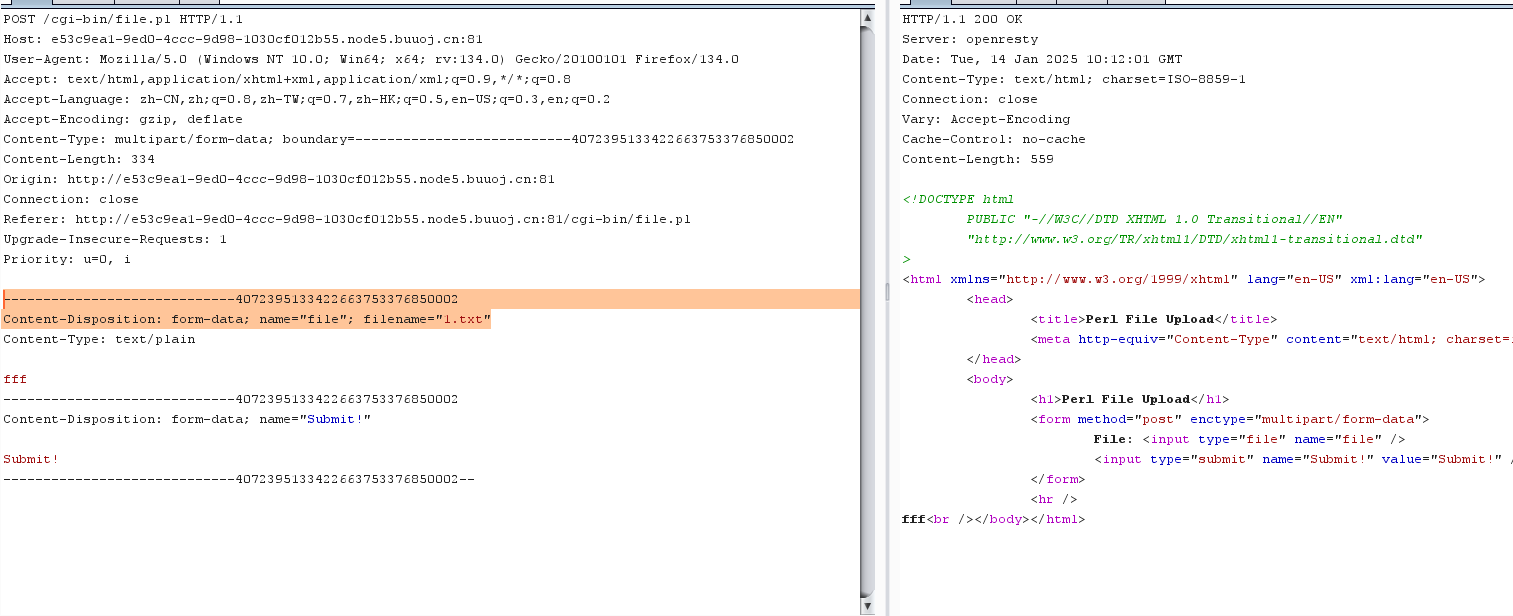 POST /cgi-bin/file.pl HTTP/1.1
Host: e53c9ea1-9ed0-4ccc-9d98-1030cf012b55.node5.buuoj.cn:81
User-Agent: Mozilla/5.0 (Windows NT 10.0; Win64; x64; rv:134.0) Gecko/20100101 Firefox/134.0
Accept: text/html,application/xhtml+xml,application/xml;q=0.9,*/*;q=0.8
Accept-Language: zh-CN,zh;q=0.8,zh-TW;q=0.7,zh-HK;q=0.5,en-US;q=0.3,en;q=0.2
Accept-Encoding: gzip, deflate
Content-Type: multipart/form-data; boundary=---------------------------4072395133422663753376850002
Content-Length: 334
Origin: http://e53c9ea1-9ed0-4ccc-9d98-1030cf012b55.node5.buuoj.cn:81
Connection: close
Referer: http://e53c9ea1-9ed0-4ccc-9d98-1030cf012b55.node5.buuoj.cn:81/cgi-bin/file.pl
Upgrade-Insecure-Requests: 1
Priority: u=0, i
-----------------------------4072395133422663753376850002
Content-Disposition: form-data; name="file"; filename="1.txt"
Content-Type: text/plain
fff
-----------------------------4072395133422663753376850002
Content-Disposition: form-data; name="Submit!"
Submit!
-----------------------------4072395133422663753376850002--
HTTP/1.1 200 OK
Server: openresty
Date: Tue, 14 Jan 2025 10:12:01 GMT
Content-Type: text/html; charset=ISO-8859-1
Connection: close
Vary: Accept-Encoding
Cache-Control: no-cache
Content-Length: 559
<!DOCTYPE html
PUBLIC "-//W3C//DTD XHTML 1.0 Transitional//EN"
"http://www.w3.org/TR/xhtml1/DTD/xhtml1-transitional.dtd"
>
<html xmlns="http://www.w3.org/1999/xhtml" lang="en-US" xml:lang="en-US">
<head>
<title>Perl File Upload</title>
<meta http-equiv="Content-Type" content="text/html; charset=
</head>
<body>
<h1>Perl File Upload</h1>
<form method="post" enctype="multipart/form-data">
File: <input type="file" name="file" />
<input type="submit" name="Submit!" value="Submit!" /
</form>
<hr />
fff<br /></body></html>